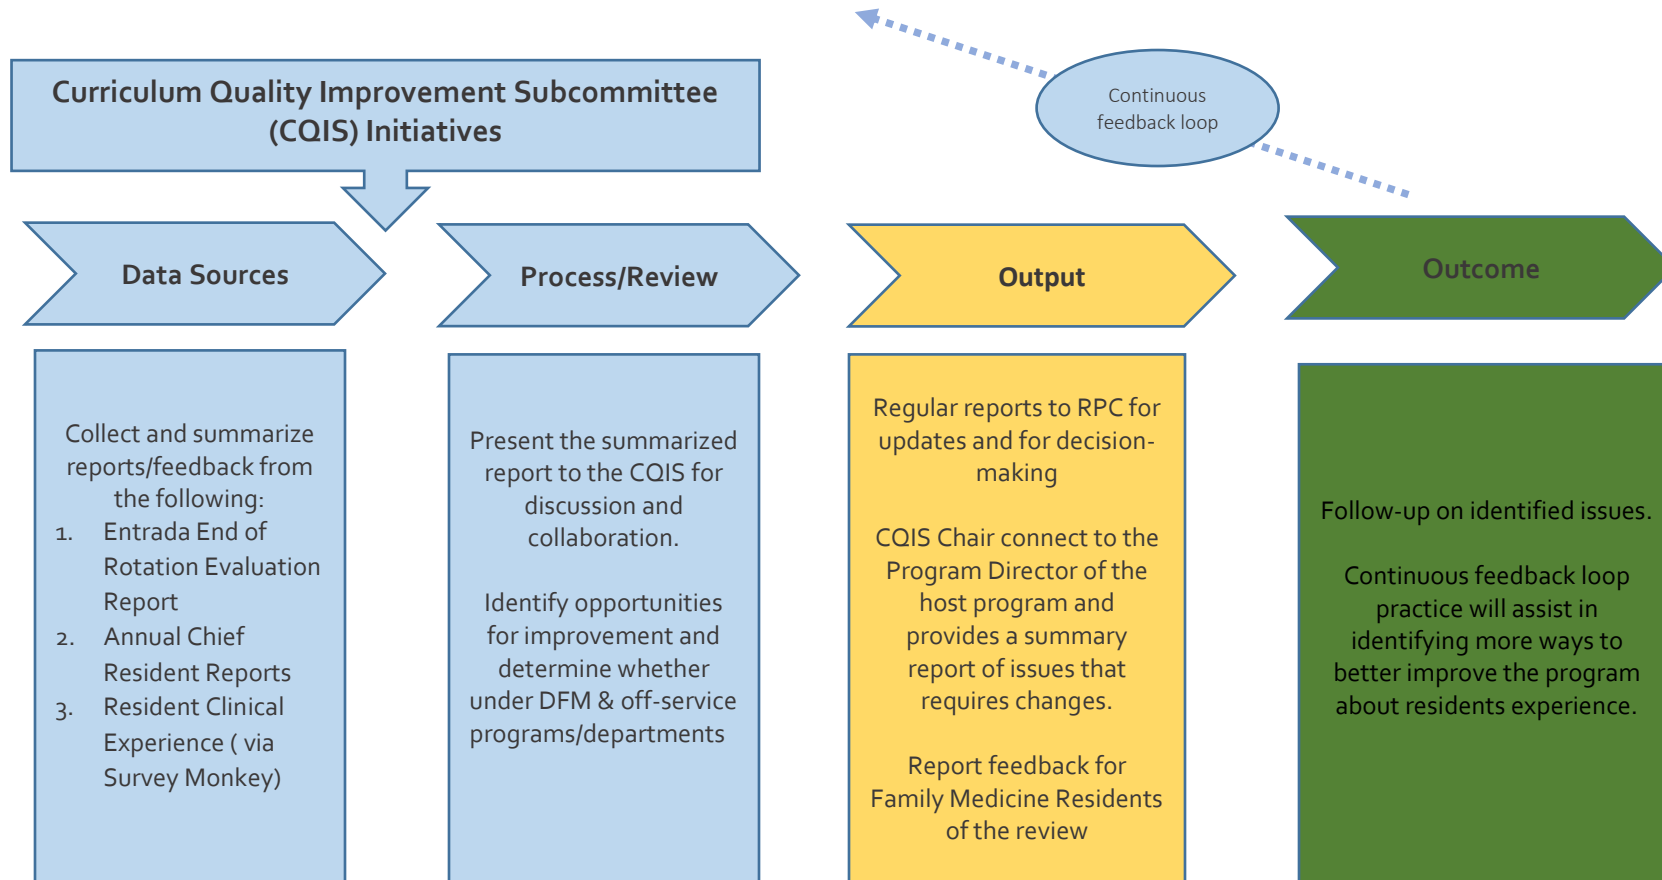 Continuous
feedback loop
Curriculum Quality Improvement Subcommittee
(CQIS) Initiatives
Data Sources
Process/Review
Output
Outcome
Collect and summarize
reports/feedback from
the following:
1. Entrada End of
Rotation Evaluation
Report
2. Annual Chief
Resident Reports
3. Resident Clinical
Experience ( via
Survey Monkey)
Present the summarized
report to the CQIS for
discussion and
collaboration.
Identify opportunities
for improvement and
determine whether
under DFM & off-service
programs/departments
Regular reports to RPC for
updates and for decision-
making
CQIS Chair connect to the
Program Director of the
host program and
provides a summary
report of issues that
requires changes.
Report feedback for
Family Medicine Residents
of the review
Follow-up on identified issues.
Continuous feedback loop
practice will assist in
identifying more ways to
better improve the program
about residents experience.